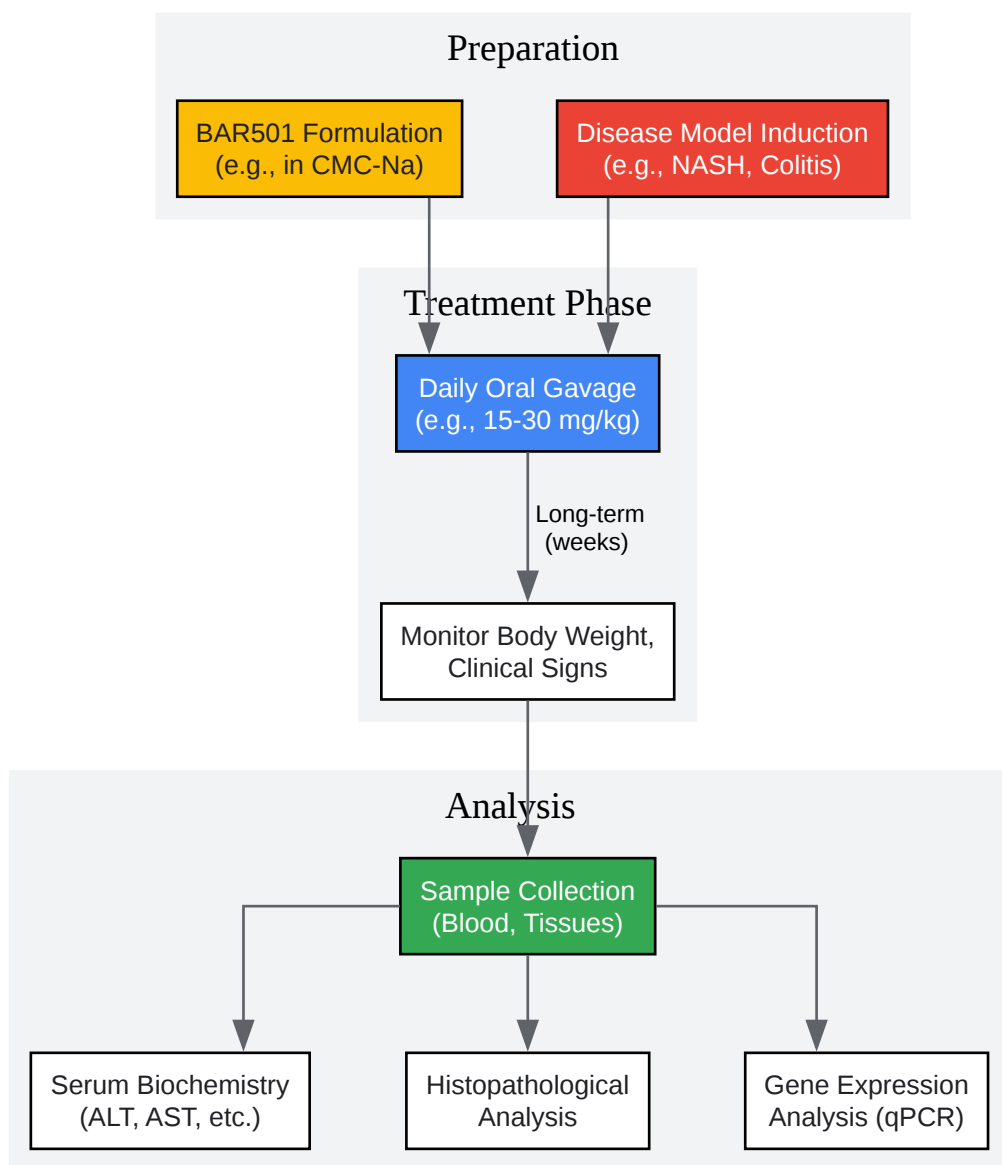 Preparation
BAR501 Formulation
(e.g., in CMC-Na)
Disease Model Induction
(e.g., NASH, Colitis)
Treatment Phase
Daily Oral Gavage
(e.g., 15-30 mg/kg)
Long-term
(weeks)
Monitor Body Weight,
Clinical Signs
Analysis
Sample Collection
(Blood, Tissues)
Serum Biochemistry
(ALT, AST, etc.)
Histopathological
Analysis
Gene Expression
Analysis (qPCR)